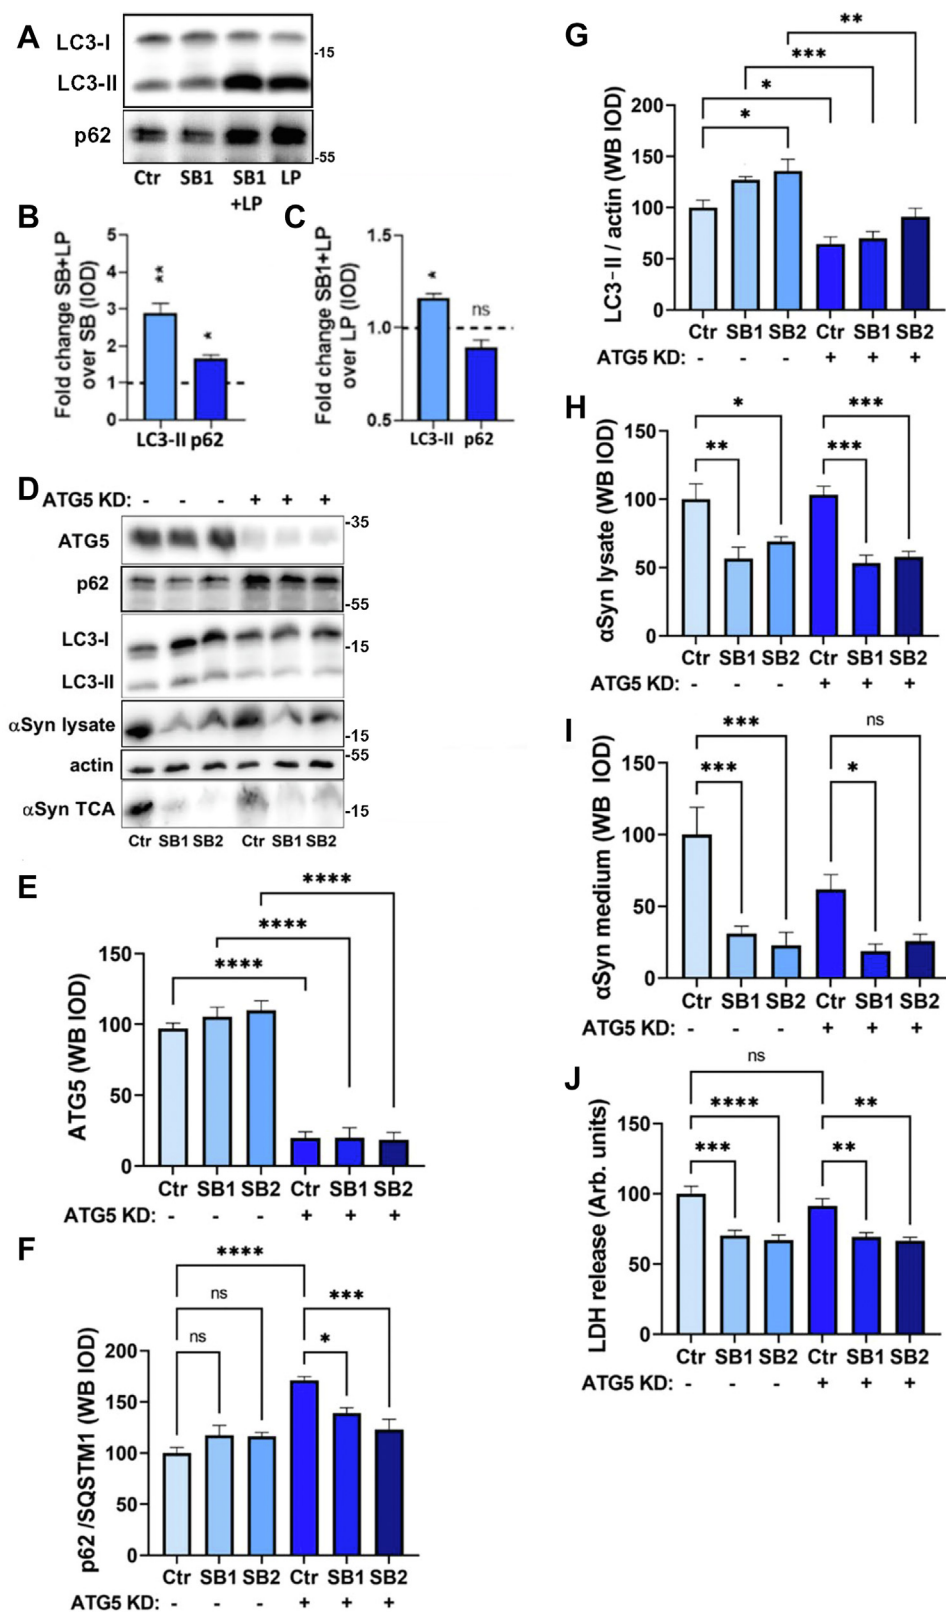 A
LC3-I
LC3-II
p62
-15
-55
Ctr SB1 SB1 LP
+LP
B
Fold change SB+LP
over SB (IOD)
5
4
3
2
1
0
**
*
LC3-II p62
C
Fold change SB1+LP
over LP (IOD)
1.5
1.0
0.5
*
ns
LC3-II p62
D
ATG5 KD: - - - + + +
ATG5
-35
p62
-55
LC3-I
-15
LC3-II
αSyn lysate
-15
actin
-55
αSyn TCA
-15
Ctr SB1 SB2 Ctr SB1 SB2
E
ATG5 (WB IOD)
150
100
50
0
****
****
****
Ctr SB1 SB2 Ctr SB1 SB2
ATG5 KD: - - - + + +
F
p62 /SQSTM1 (WB IOD)
200
150
100
50
0
****
ns
***
ns
*
Ctr SB1 SB2 Ctr SB1 SB2
ATG5 KD: - - - + + +
G
LC3-II / actin (WB IOD)
200
150
100
50
0
**
***
*
*
Ctr SB1 SB2 Ctr SB1 SB2
ATG5 KD: - - - + + +
H
αSyn lysate (WB IOD)
150
100
50
0
*
***
**
***
Ctr SB1 SB2 Ctr SB1 SB2
ATG5 KD: - - - + + +
I
αSyn medium (WB IOD)
150
100
50
0
***
ns
***
*
Ctr SB1 SB2 Ctr SB1 SB2
ATG5 KD: - - - + + +
J
LDH release (Arb. units)
150
100
50
0
ns
****
**
***
**
Ctr SB1 SB2 Ctr SB1 SB2
ATG5 KD: - - - + + +